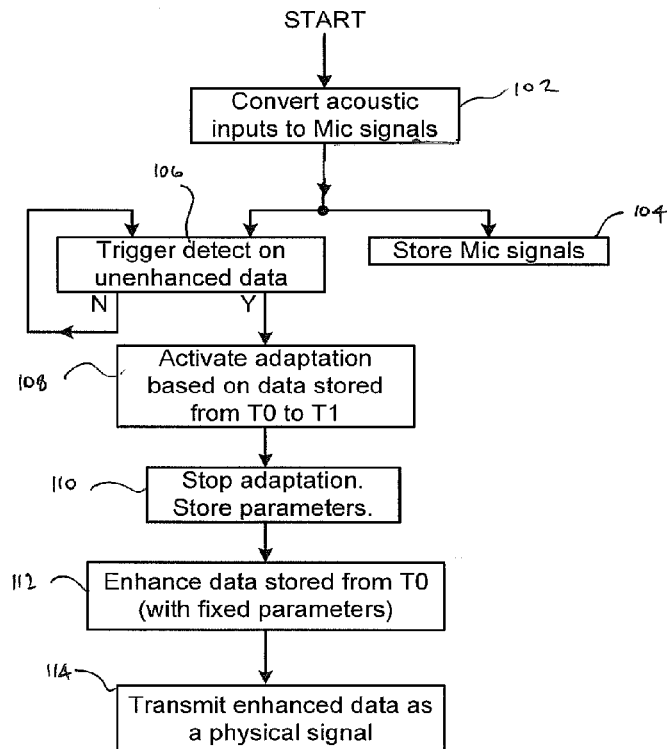 START
Convert acoustic
inputs to Mic signals
102
106
104
Trigger detect on
unenhanced data
Store Mic signals
N
Y
108
Activate adaptation
based on data stored
from T0 to T1
110
Stop adaptation.
Store parameters.
112
Enhance data stored from T0
(with fixed parameters)
114
Transmit enhanced data as
a physical signal